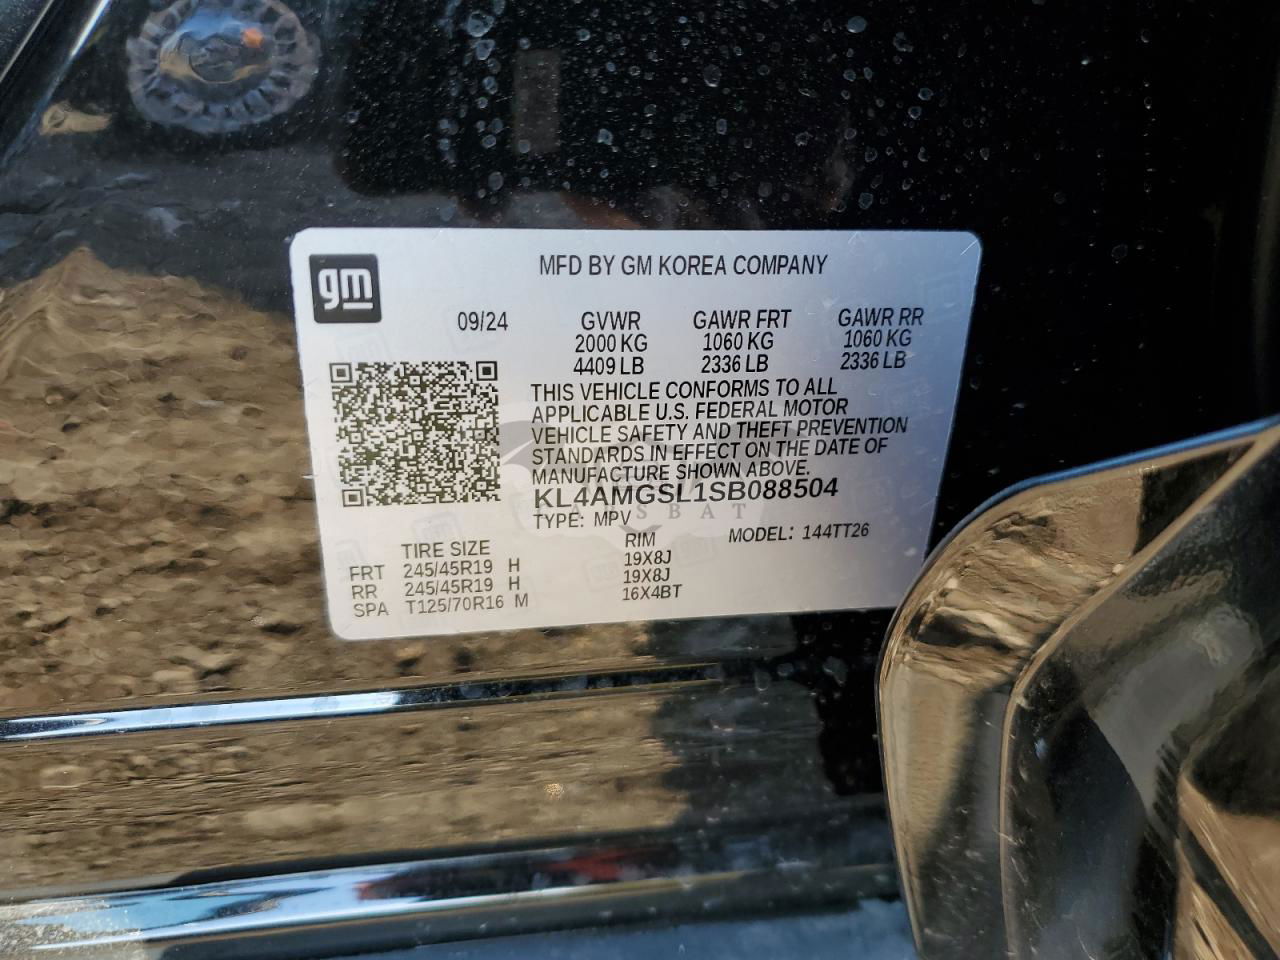 gm
MFD BY GM KOREA COMPANY
09/24 GVWR GAWR FRT GAWR RR
2000 KG 1060 KG 1060 KG
4409 LB 2336 LB 2336 LB
THIS VEHICLE CONFORMS TO ALL
APPLICABLE U.S. FEDERAL MOTOR
VEHICLE SAFETY AND THEFT PREVENTION
STANDARDS IN EFFECT ON THE DATE OF
MANUFACTURE SHOWN ABOVE.
KL4AMGSL1SB088504
CARSBAT
TYPE: MPV MODEL: 144TT26
TIRE SIZE RIM
FRT 245/45R19 H 19X8J
RR 245/45R19 H 19X8J
SPA T125/70R16 M 16X4BT